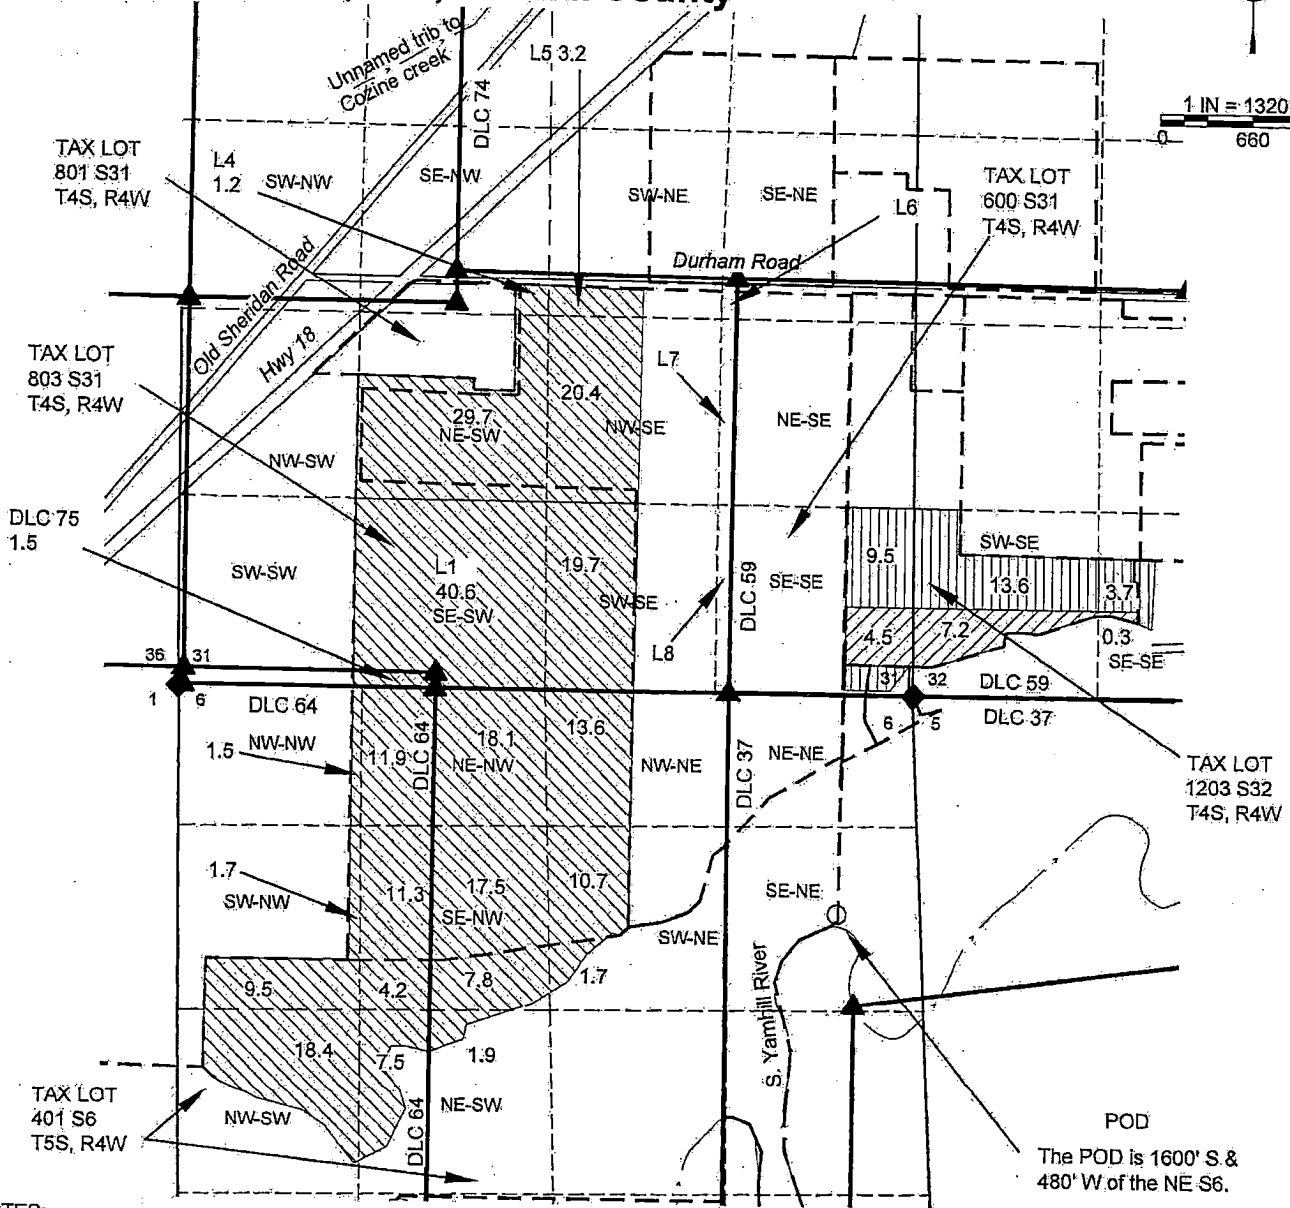 County
Unnamed trib to
Cozine creek
L5 3.2
DLC 74
1 IN = 1320
0 660
TAX LOT
801 S31
T4S, R4W
L4
1.2
SW-NW
SE-NW
SW-NE
SE-NE
L6
TAX LOT
600 S31
T4S, R4W
Durham Road
Old Sheridan Road
Hwy 18
TAX LOT
803 S31
T4S, R4W
L7
20.4
29.7
NE-SW
NW-SE
NE-SE
NW-SW
DLC 75
1.5
SW-SW
L1
40.6
SE-SW
19.7
SW-SE
SE-SE
DLC 59
L8
9.5
SW-SE
13.6
3.7
4.5
7.2
0.3
SE-SE
36 31
1 6
DLC 64
31 32
DLC 59
6 5
DLC 37
NW-NW
1.5
11.9
DLC 64
18.1
NE-NW
13.6
NW-NE
DLC 37
NE-NE
TAX LOT
1203 S32
T4S, R4W
1.7
SW-NW
11.3
17.5
SE-NW
10.7
SW-NE
SE-NE
9.5
4.2
7.8
1.7
S. Yamhill River
18.4
7.5
1.9
TAX LOT
401 S6
T5S, R4W
NW-SW
NE-SW
DLC 64
POD
The POD is 1600' S &
480' W of the NE S6.